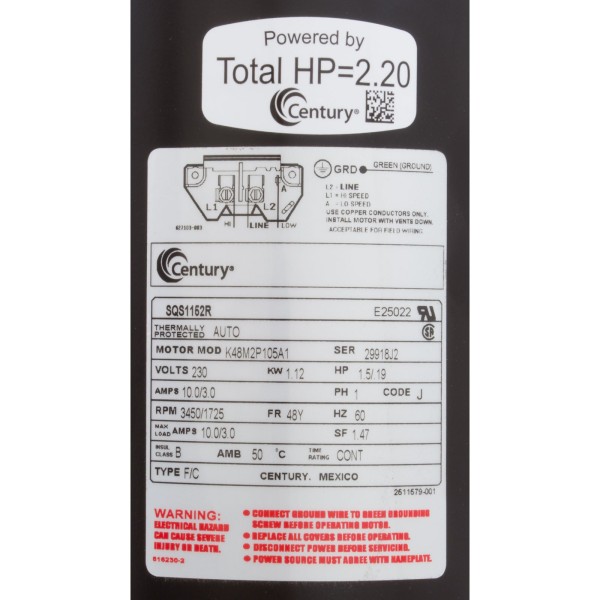 Powered by
Total HP=2.20
Century®
GRD
GREEN (GROUND)
L2 - LINE
L1 = HI SPEED
A - LO SPEED
USE COPPER CONDUCTORS ONLY.
INSTALL MOTOR WITH VENTS DOWN.
ACCEPTABLE FOR FIELD WIRING
L1 L2 A
HI LINE LOW
Century®
SQS1152R E25022
THERMALLY PROTECTED AUTO
MOTOR MOD K48M2P105A1 SER 29918J2
VOLTS 230 KW 1.12 HP 1.5/.19
AMPS 10.0/3.0 PH 1 CODE J
RPM 3450/1725 FR 48Y HZ 60
MAX. LOAD AMPS 10.0/3.0 SF 1.47
INSUL CLASS B AMB 50 °C TIME RATING CONT
TYPE F/C CENTURY. MEXICO
2511579-001
WARNING:
ELECTRICAL HAZARD
CAN CAUSE SEVERE
INJURY OR DEATH.
616230-2
• CONNECT GROUND WIRE TO GREEN GROUNDING
SCREW BEFORE OPERATING MOTOR.
• REPLACE ALL COVERS BEFORE OPERATING.
• DISCONNECT POWER BEFORE SERVICING.
• POWER SOURCE MUST AGREE WITH NAMEPLATE.